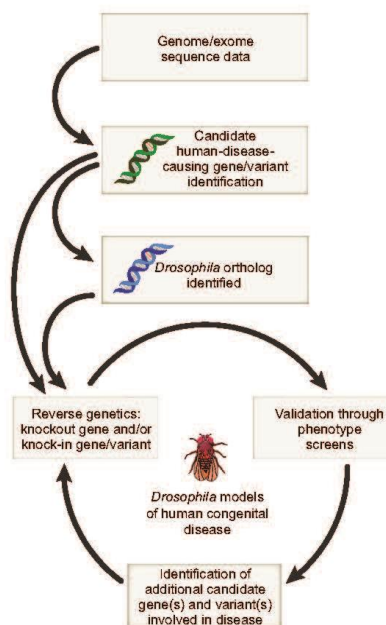 Genome/exome
sequence data
Candidate
human-disease-
causing gene/variant
identification
Drosophila ortholog
identified
Reverse genetics:
knockout gene and/or
knock-in gene/variant
Validation through
phenotype
screens
Drosophila models
of human congenital
disease
Identification of
additional candidate
gene(s) and variant(s)
involved in disease